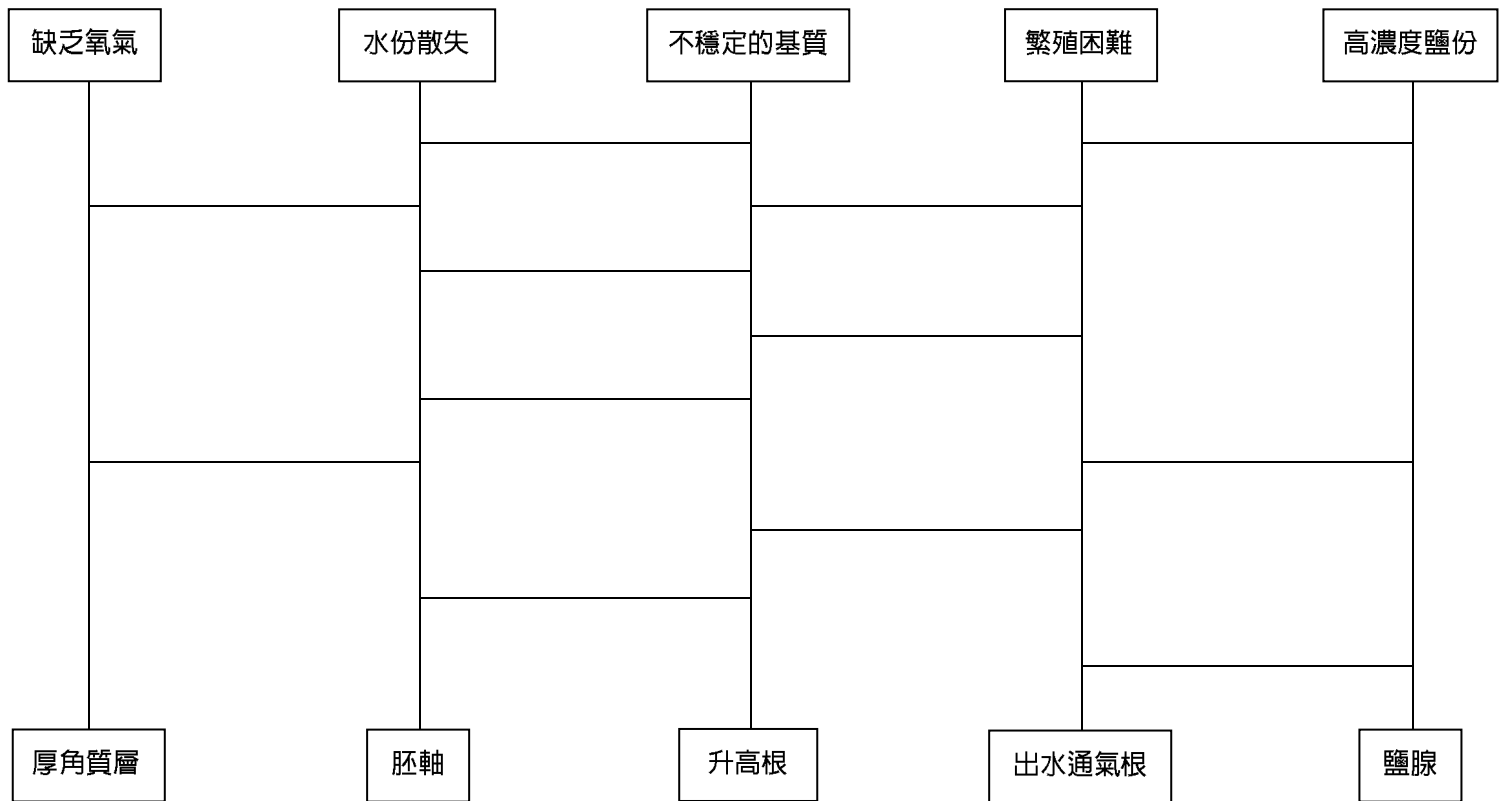 缺乏氧氣
水份散失
不穩定的基質
繁殖困難
高濃度鹽份
厚角質層
胚軸
升高根
出水通氣根
鹽腺